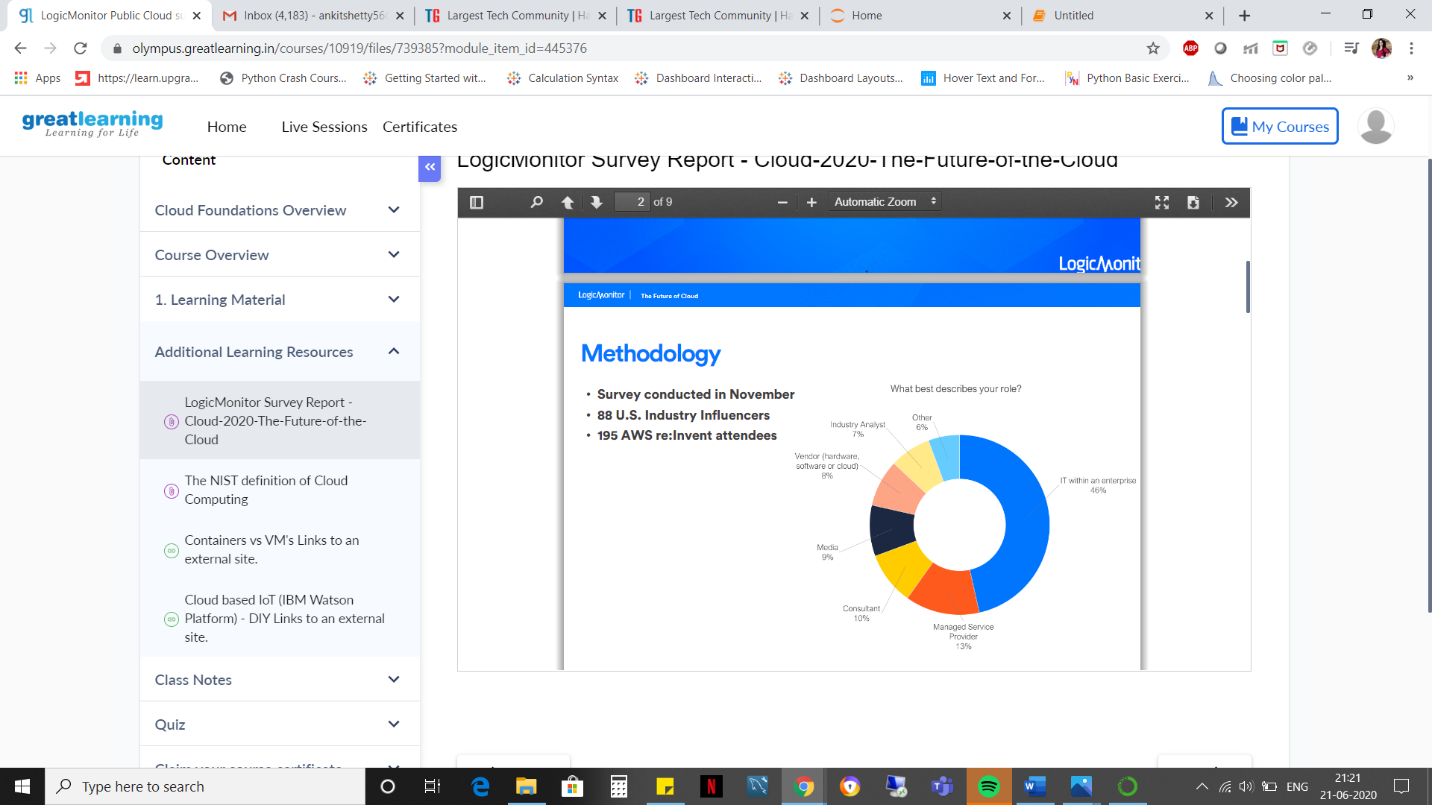 LogicMonitor Public Cloud su
Inbox (4,183) - ankitshetty56
Largest Tech Community | Ha
Largest Tech Community | Ha
Home
Untitled
olympus.greatlearning.in/courses/10919/files/739385?module_item_id=445376
ABP
Apps
https://learn.upgra...
Python Crash Cours...
Getting Started wit...
Calculation Syntax
Dashboard Interacti...
Dashboard Layouts...
Hover Text and For...
Python Basic Exerci...
Choosing color pal...
greatlearning
Learning for Life
Home
Live Sessions
Certificates
My Courses
Content
LogicMonitor Survey Report - Cloud-2020-The-Future-of-the-Cloud
Cloud Foundations Overview
Course Overview
1. Learning Material
Additional Learning Resources
LogicMonitor Survey Report -
Cloud-2020-The-Future-of-the-
Cloud
The NIST definition of Cloud
Computing
Containers vs VM's Links to an
external site.
Cloud based IoT (IBM Watson
Platform) - DIY Links to an external
site.
Class Notes
Quiz
Claim your course certificate
2 of 9
Automatic Zoom
LogicMonit
LogicMonitor | The Future of Cloud
Methodology
• Survey conducted in November
• 88 U.S. Industry Influencers
• 195 AWS re:Invent attendees
What best describes your role?
Other
6%
Industry Analyst
7%
Vendor (hardware,
software or cloud)
8%
IT within an enterprise
46%
Media
9%
Consultant
10%
Managed Service
Provider
13%
Type here to search
ENG
21:21
21-06-2020